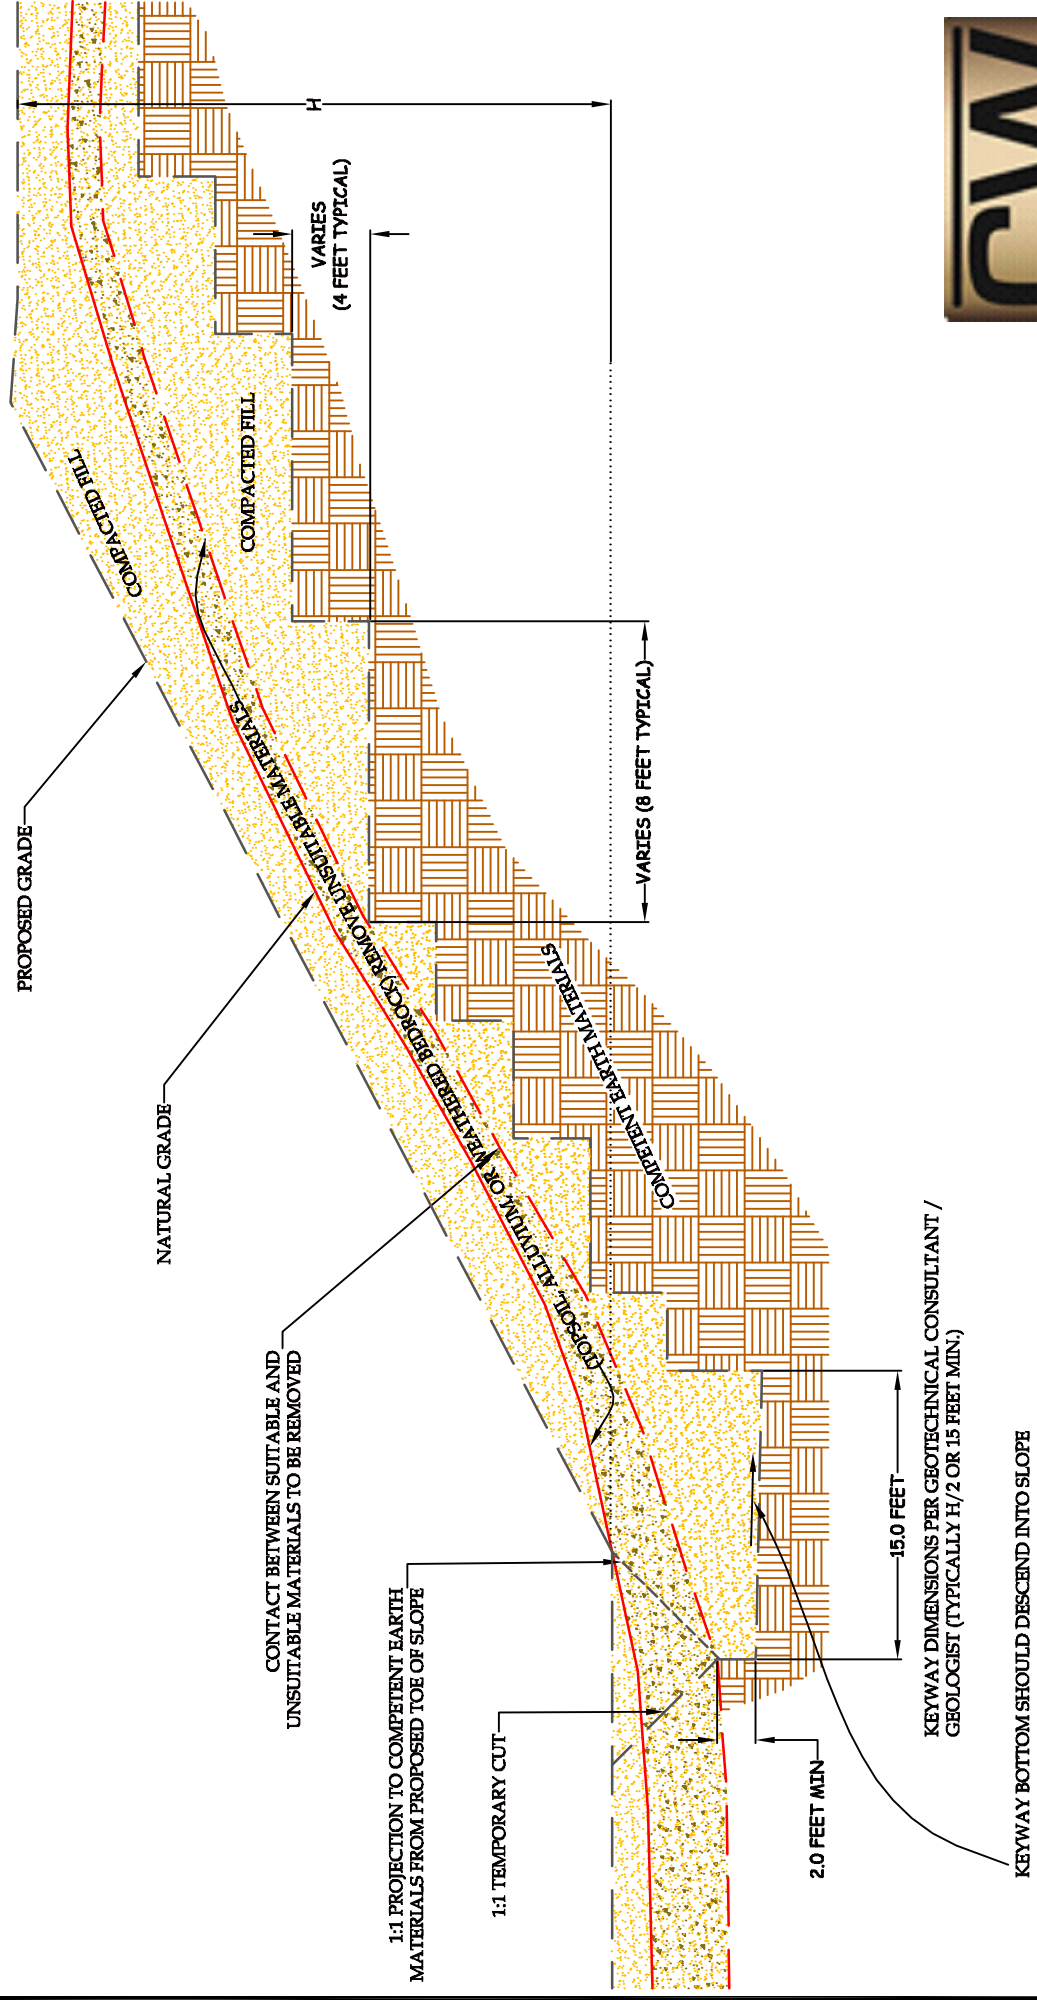 PROPOSED GRADE
COMPACTED FILL
NATURAL GRADE
CONTACT BETWEEN SUITABLE AND
UNSUITABLE MATERIALS TO BE REMOVED
1:1 PROJECTION TO COMPETENT EARTH
MATERIALS FROM PROPOSED TOE OF SLOPE
1:1 TEMPORARY CUT
(TOPSOIL, ALLUVIUM, OR WEATHERED BEDROCK) REMOVE UNSUITABLE MATERIALS
COMPACTED FILL
H
VARIES
(4 FEET TYPICAL)
VARIES (8 FEET TYPICAL)
COMPETENT EARTH MATERIALS
2.0 FEET MIN
15.0 FEET
KEYWAY DIMENSIONS PER GEOTECHNICAL CONSULTANT /
GEOLOGIST (TYPICALLY H/2 OR 15 FEET MIN.)
KEYWAY BOTTOM SHOULD DESCEND INTO SLOPE
CW